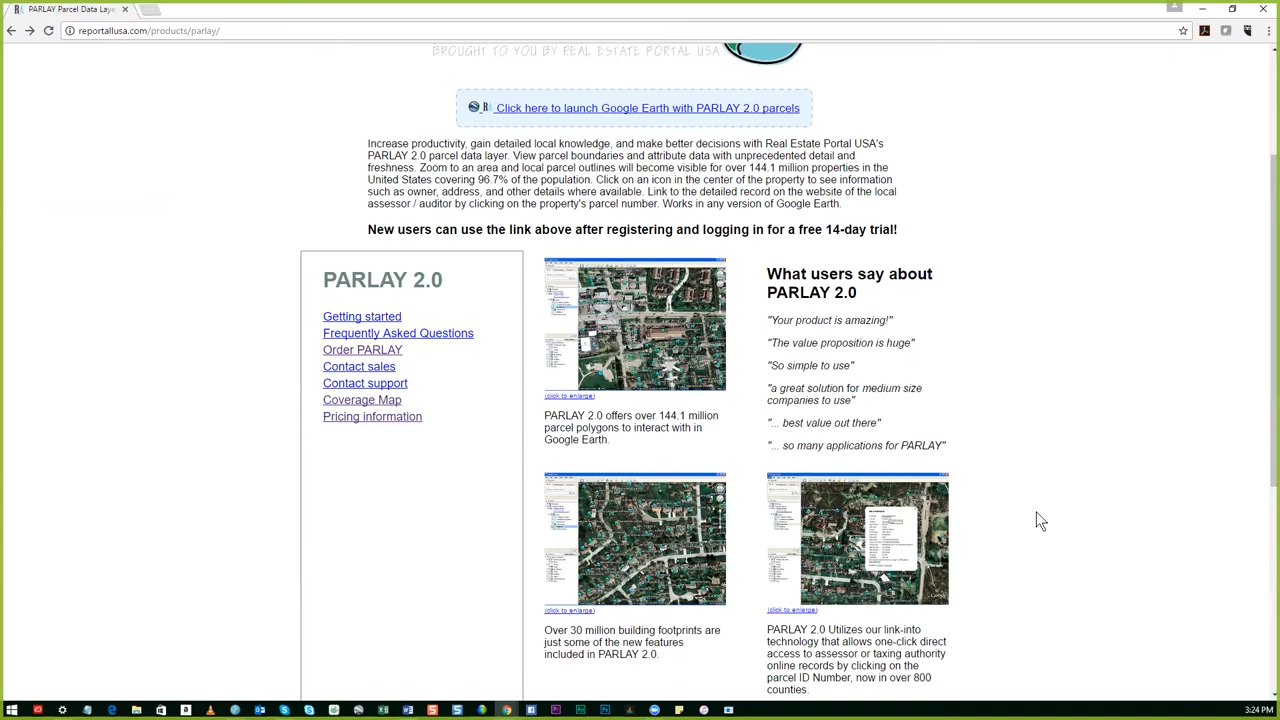 PARLAY Parcel Data Laye
reportallusa.com/products/parlay/
BROUGHT TO YOU BY REAL ESTATE PORTAL USA
Click here to launch Google Earth with PARLAY 2.0 parcels
Increase productivity, gain detailed local knowledge, and make better decisions with Real Estate Portal USA's
PARLAY 2.0 parcel data layer. View parcel boundaries and attribute data with unprecedented detail and
freshness. Zoom to an area and local parcel outlines will become visible for over 144.1 million properties in the
United States covering 96.7% of the population. Click on an icon in the center of the property to see information
such as owner, address, and other details where available. Link to the detailed record on the website of the local
assessor / auditor by clicking on the property's parcel number. Works in any version of Google Earth.
New users can use the link above after registering and logging in for a free 14-day trial!
PARLAY 2.0
Getting started
Frequently Asked Questions
Order PARLAY
Contact sales
Contact support
Coverage Map
Pricing information
(click to enlarge)
PARLAY 2.0 offers over 144.1 million
parcel polygons to interact with in
Google Earth.
What users say about
PARLAY 2.0
"Your product is amazing!"
"The value proposition is huge"
"So simple to use"
"a great solution for medium size
companies to use"
"... best value out there"
"... so many applications for PARLAY"
(click to enlarge)
Over 30 million building footprints are
just some of the new features
included in PARLAY 2.0.
(click to enlarge)
PARLAY 2.0 Utilizes our link-into
technology that allows one-click direct
access to assessor or taxing authority
online records by clicking on the
parcel ID Number, now in over 800
counties.
3:24 PM